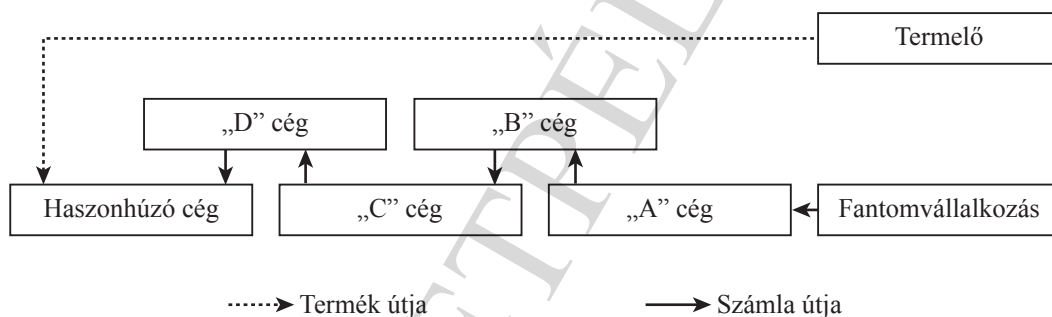 Termelő
„D” cég
„B” cég
Haszonhúzó cég
„C” cég
„A” cég
Fantomvállalkozás
Termék útja
Számla útja